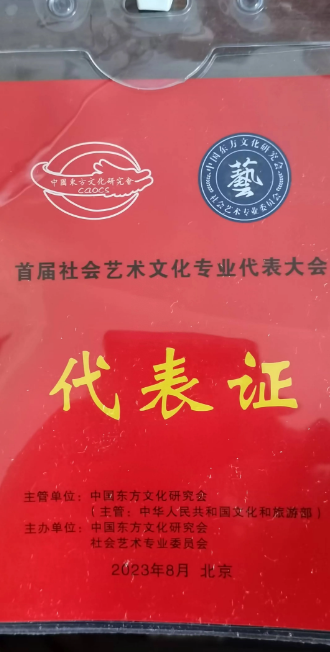 中國東方文化研究會
caocs
中国东方文化研究会
藝
社会艺术专业委员会
首届社会艺术文化专业代表大会
代表证
主管单位：中国东方文化研究会
（主管：中华人民共和国文化和旅游部）
主办单位：中国东方文化研究会
社会艺术专业委员会
2023年8月 北京